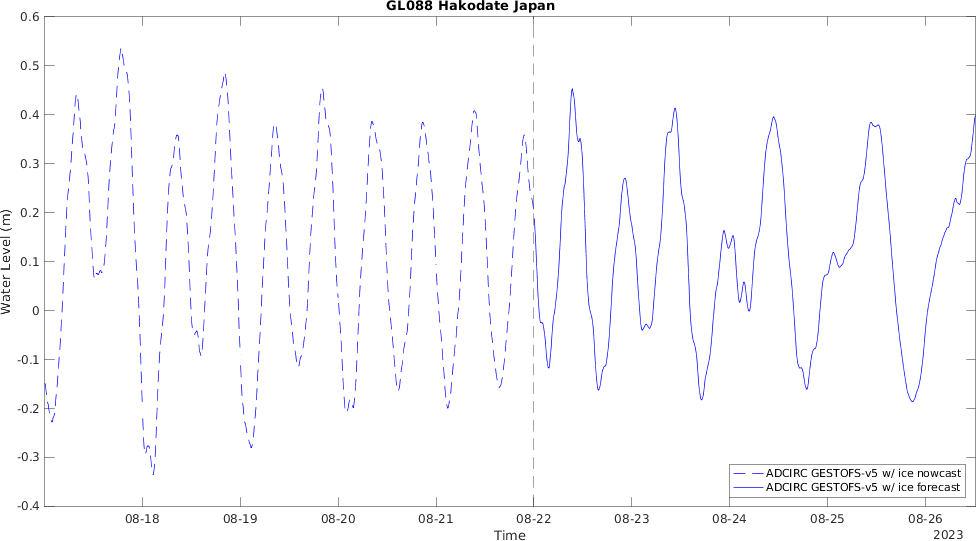 GL088 Hakodate Japan
0.6
0.5
0.4
0.3
0.2
0.1
0
-0.1
-0.2
-0.3
-0.4
Water Level (m)
08-18 08-19 08-20 08-21 08-22 08-23 08-24 08-25 08-26
Time
2023
ADCIRC GESTOFS-v5 w/ ice nowcast
ADCIRC GESTOFS-v5 w/ ice forecast